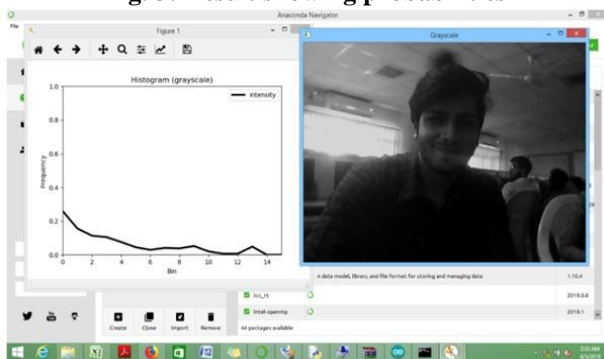 Anaconda Navigator
File
Figure 1
Histogram (grayscale)
intensity
Frequency
1.0
0.8
0.6
0.4
0.2
0.0
0 2 4 6 8 10 12 14
Bin
Grayscale
A data model, library, and file format for storing and managing data
1.10.4
icc_rt
2019.0.0
intel-openmp
2019.1
Create Clone Import Remove
44 packages available